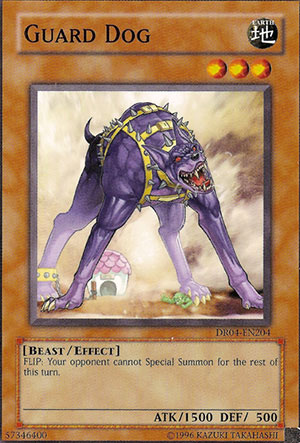 GUARD DOG
EARTH
地
DR04-EN204
[BEAST/EFFECT]
FLIP: Your opponent cannot Special Summon for the rest of
this turn.
ATK/1500 DEF/ 500
57346400
©1996 KAZUKI TAKAHASHI